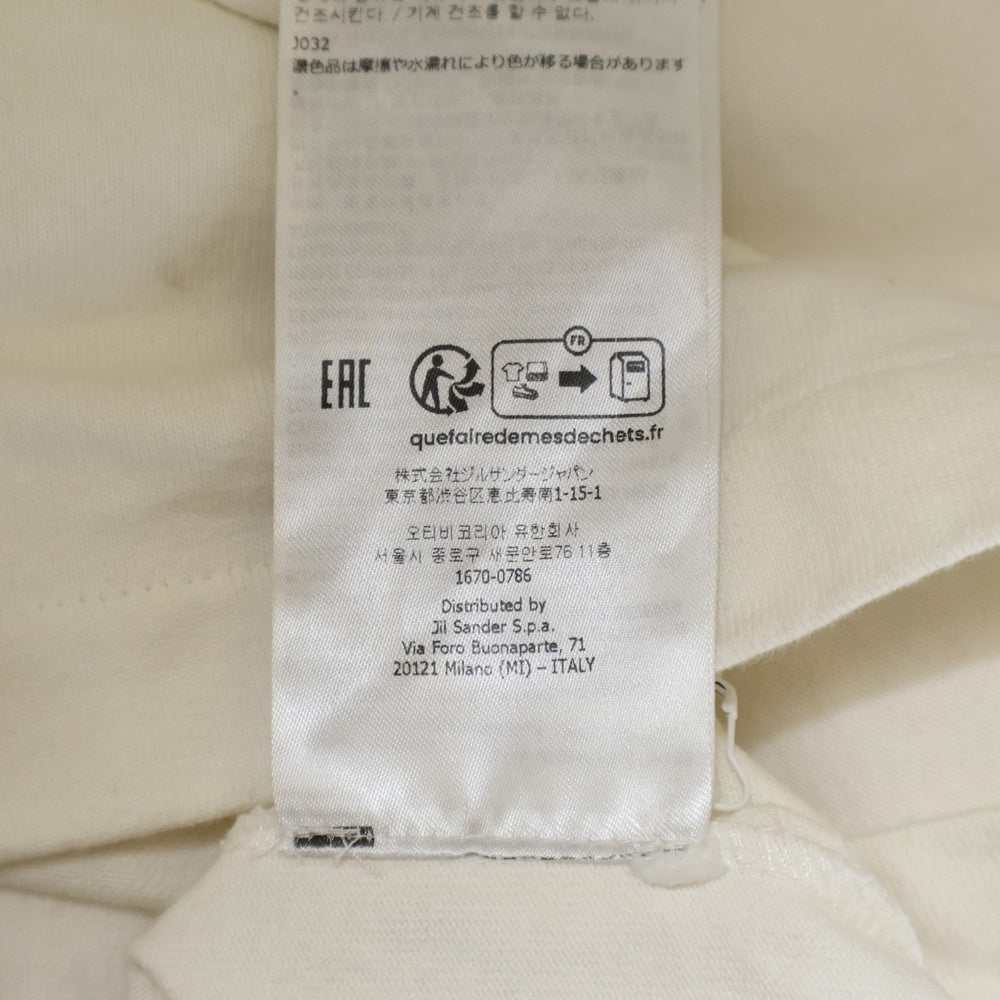 건조시킨다. / 기계 건조를 할 수 없다.
J032
濃色品は摩擦や水濡れにより色が移る場合があります
.
EAC
FR
quefairedemesdechets.fr
株式会社ジルサンダージャパン
東京都渋谷区恵比寿南1-15-1
오티비코리아 유한회사
서울시 종로구 새문안로76 11층
1670-0786
Distributed by
Jil Sander S.p.a.
Via Foro Buonaparte, 71
20121 Milano (MI) – ITALY